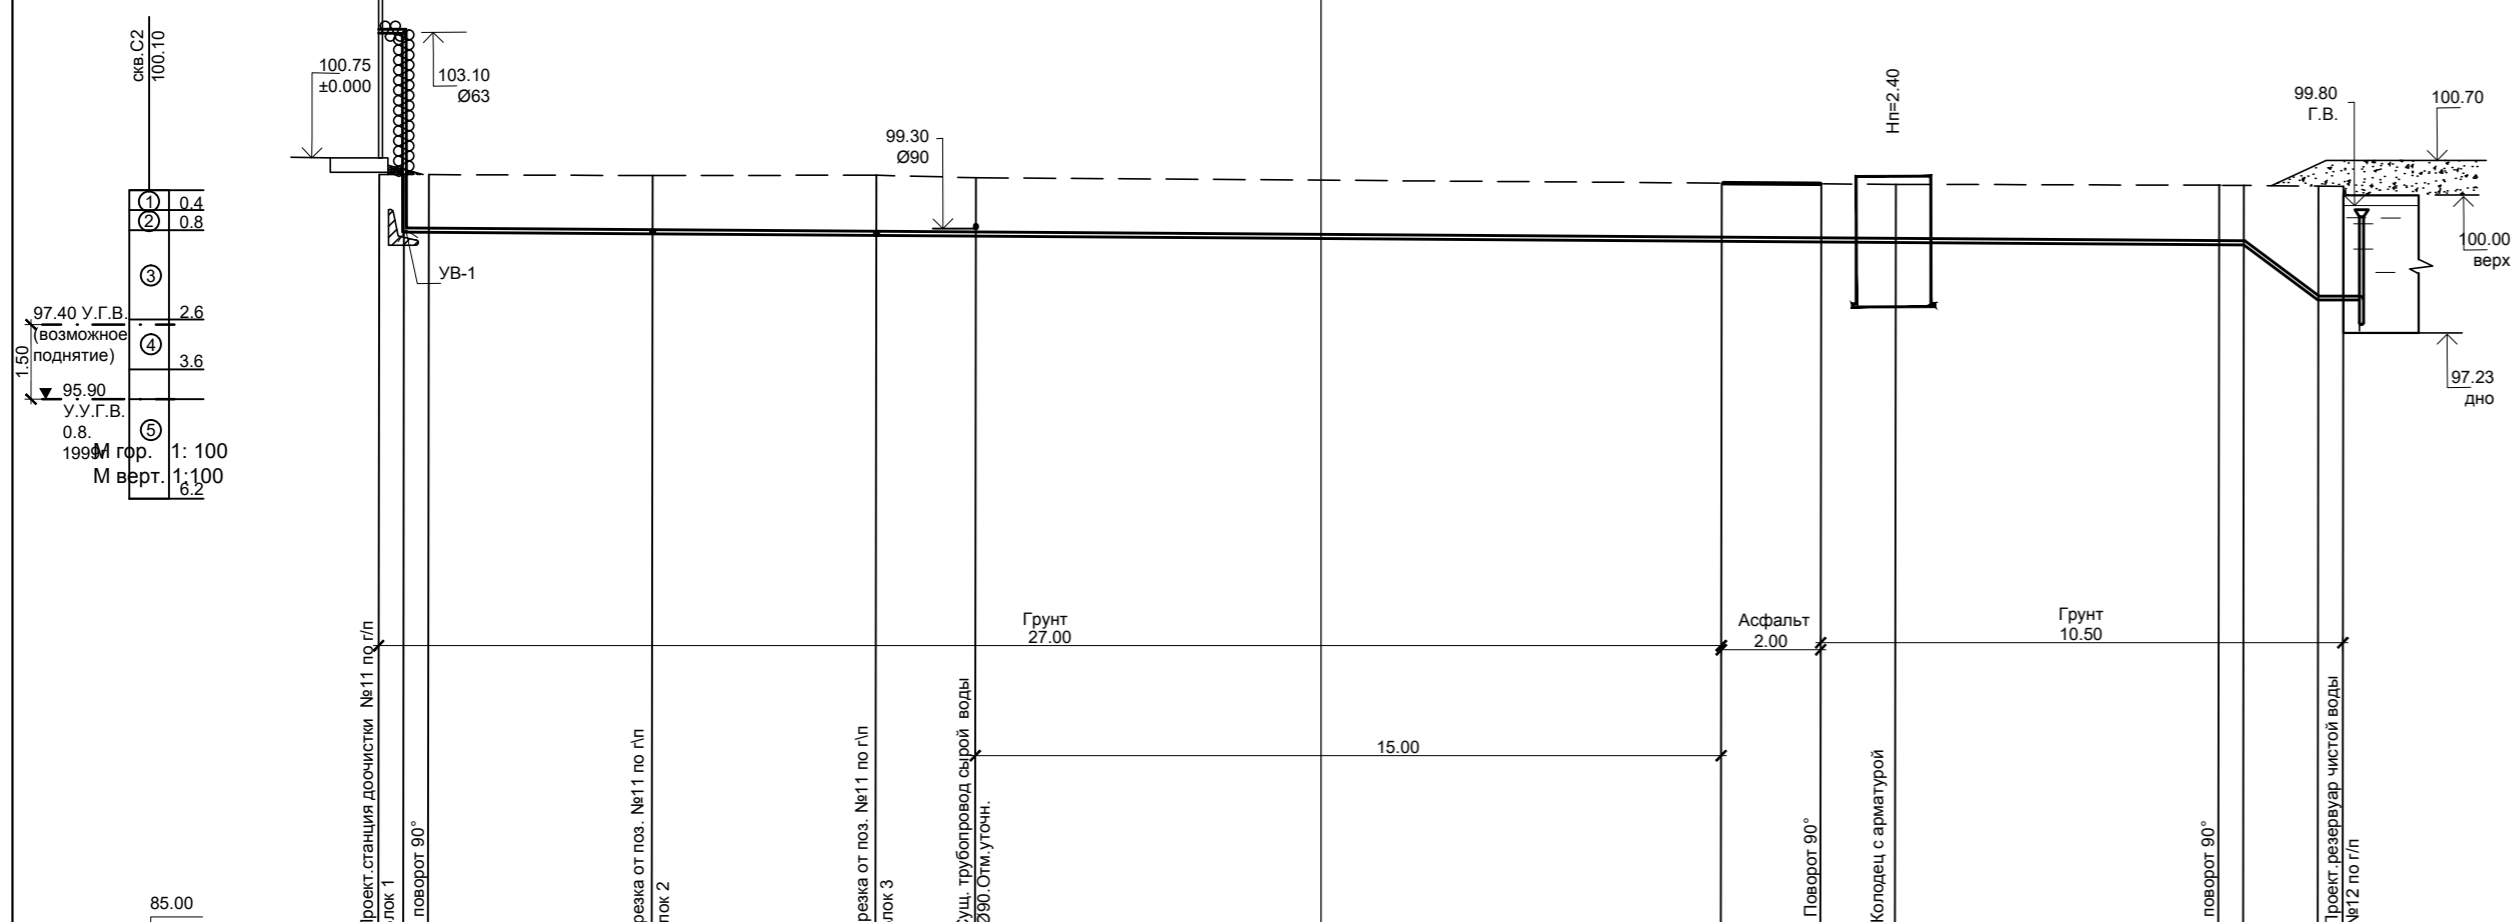 скв.С2
100.10
100.75
±0.000
103.10
Ø63
99.30
Ø90
Нп=2.40
99.80
Г.В.
100.70
100.00
верх
97.23
дно
1
0.4
2
0.8
3
УВ-1
97.40 У.Г.В.
(возможное
поднятие)
2.6
4
1.50
3.6
95.90
У.У.Г.В.
0.8.
1999г
5
М гор. 1: 100
М верт. 1:100
6.2
Грунт
27.00
Асфальт
2.00
Грунт
10.50
15.00
Проект.станция доочистки №11 по г/п
блок 1
поворот 90°
от поз. №11 по г\п
2
от поз. №11 по г\п
3
Сущ. трубопровод сырой воды
Ø90.Отм.уточн.
Поворот 90°
Колодец с арматурой
поворот 90°
Проект.резервуар чистой воды
№12 по г/п
85.00